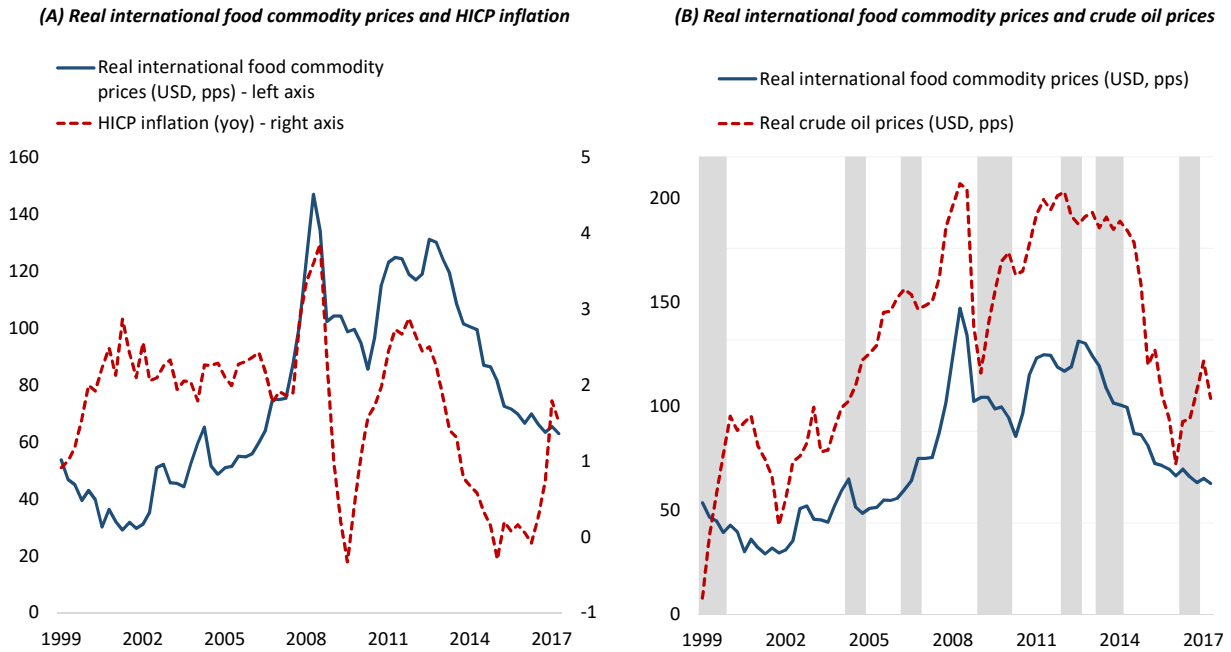 (A) Real international food commodity prices and HICP inflation
Real international food commodity
prices (USD, pps) - left axis
HICP inflation (yoy) - right axis
160
140
120
100
80
60
40
20
0
5
4
3
2
1
0
-1
1999 2002 2005 2008 2011 2014 2017
(B) Real international food commodity prices and crude oil prices
Real international food commodity prices (USD, pps)
Real crude oil prices (USD, pps)
200
150
100
50
0
1999 2002 2005 2008 2011 2014 2017